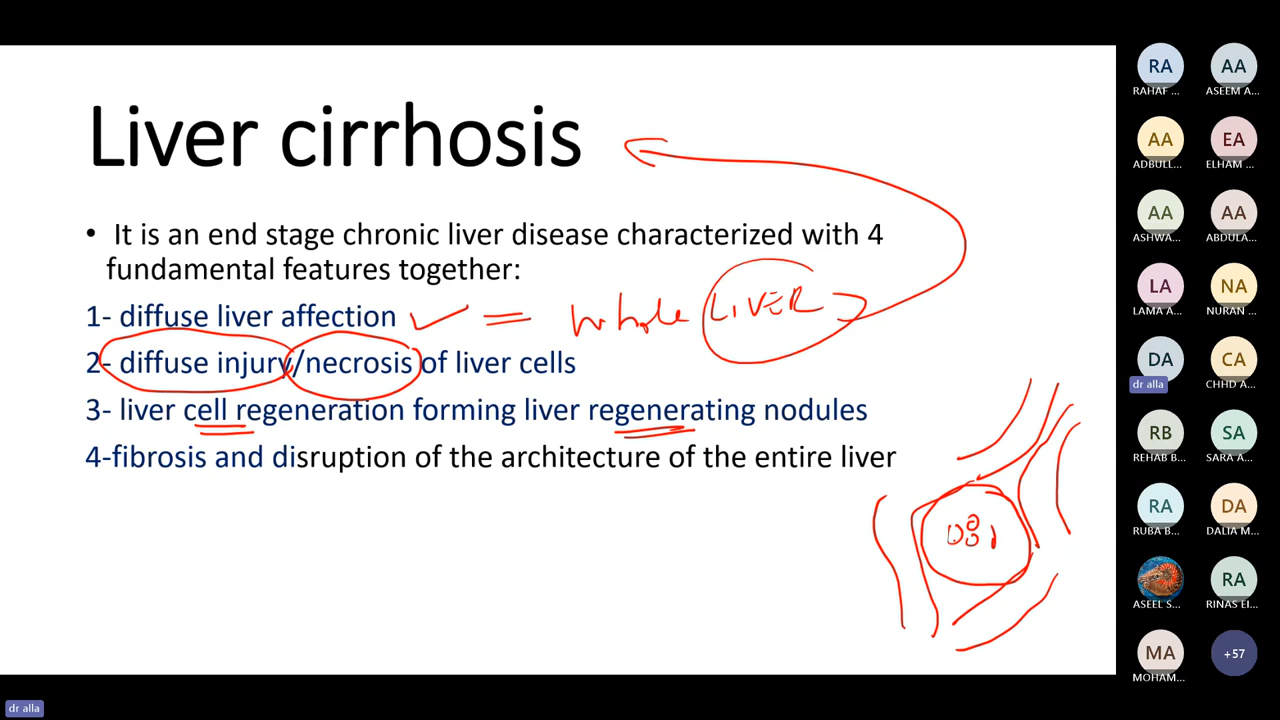 Liver cirrhosis
• It is an end stage chronic liver disease characterized with 4
fundamental features together:
1- diffuse liver affection = whole LIVER
2- diffuse injury/necrosis of liver cells
3- liver cell regeneration forming liver regenerating nodules
4-fibrosis and disruption of the architecture of the entire liver
RA AA
RAHAF ... ASEEM A...
AA EA
ADBULL... ELHAM ...
AA AA
ASHWA... ABDULA...
LA NA
LAMA A... NURAN ...
DA CA
dr alla CHHD A...
RB SA
REHAB B... SARA A...
RA DA
RUBA B... DALIA M...
RA
ASEEL S... RINAS EI...
MA +57
MOHAM...
dr alla